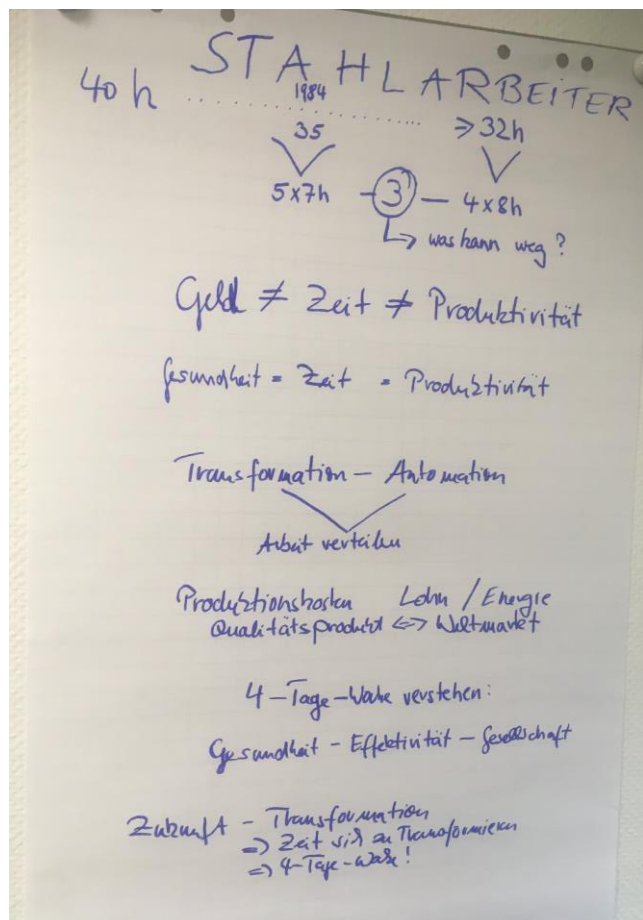 STAHLARBEITER
40h 1984
35 => 32h
5x7h - 3 - 4x8h
↳ was kann weg?
Geld ≠ Zeit ≠ Produktivität
Gesundheit = Zeit = Produktivität
Transformation - Automation
Arbeit verteilen
Produktionskosten Lohn / Energie
Qualitätsprodukt <=> Weltmarkt
4-Tage-Woche verstehen:
Gesundheit - Effektivität - Gesellschaft
Zukunft - Transformation
=> Zeit sich zu Transformieren
=> 4-Tage-Woche!